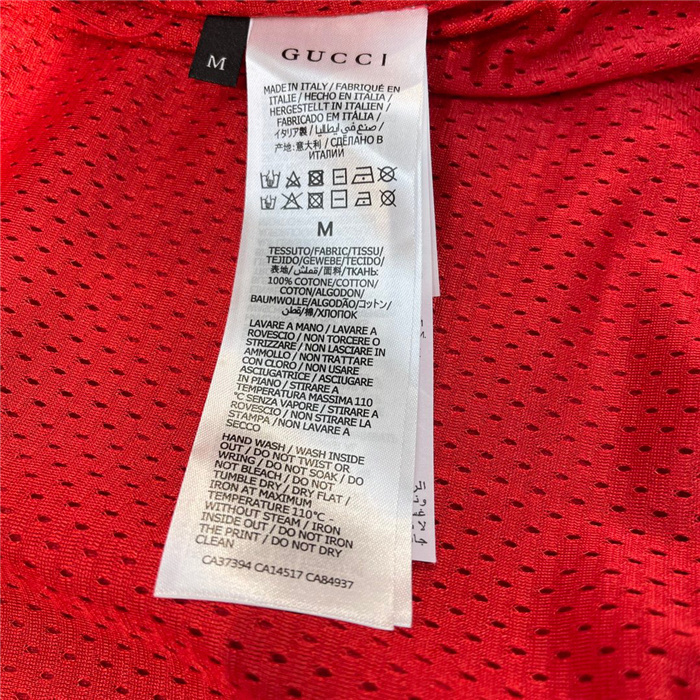 M
GUCCI
MADE IN ITALY / FABRIQUÉ EN
ITALIE / HECHO EN ITALIA /
HERGESTELLT IN ITALIEN /
FABRICADO EM ITÁLIA /
イタリア製 / صنع في إيطاليا /
产地:意大利 / СДЕЛАНО В
ИТАЛИИ
M
TESSUTO/FABRIC/TISSU/
TEJIDO/GEWEBE/TECIDO/
表地/قماش/面料/ТКАНЬ:
100% COTONE/COTTON/
COTON/ALGODON/
BAUMWOLLE/ALGODÃO/コットン/
قطن/棉/ХЛОПОК
LAVARE A MANO / LAVARE A
ROVESCIO / NON TORCERE O
STRIZZARE / NON LASCIARE IN
AMMOLLO / NON TRATTARE
CON CLORO / NON USARE
ASCIUGATRICE / ASCIUGARE
IN PIANO / STIRARE A
TEMPERATURA MASSIMA 110
°C SENZA VAPORE / STIRARE A
ROVESCIO / NON STIRARE LA
STAMPA / NON LAVARE A
SECCO
HAND WASH / WASH INSIDE
OUT / DO NOT TWIST OR
WRING / DO NOT SOAK / DO
NOT BLEACH / DO NOT
TUMBLE DRY / DRY FLAT /
IRON AT MAXIMUM
TEMPERATURE 110°C -
WITHOUT STEAM / IRON
INSIDE OUT / DO NOT IRON
THE PRINT / DO NOT DRY
CLEAN
CA37394 CA14517 CA84937